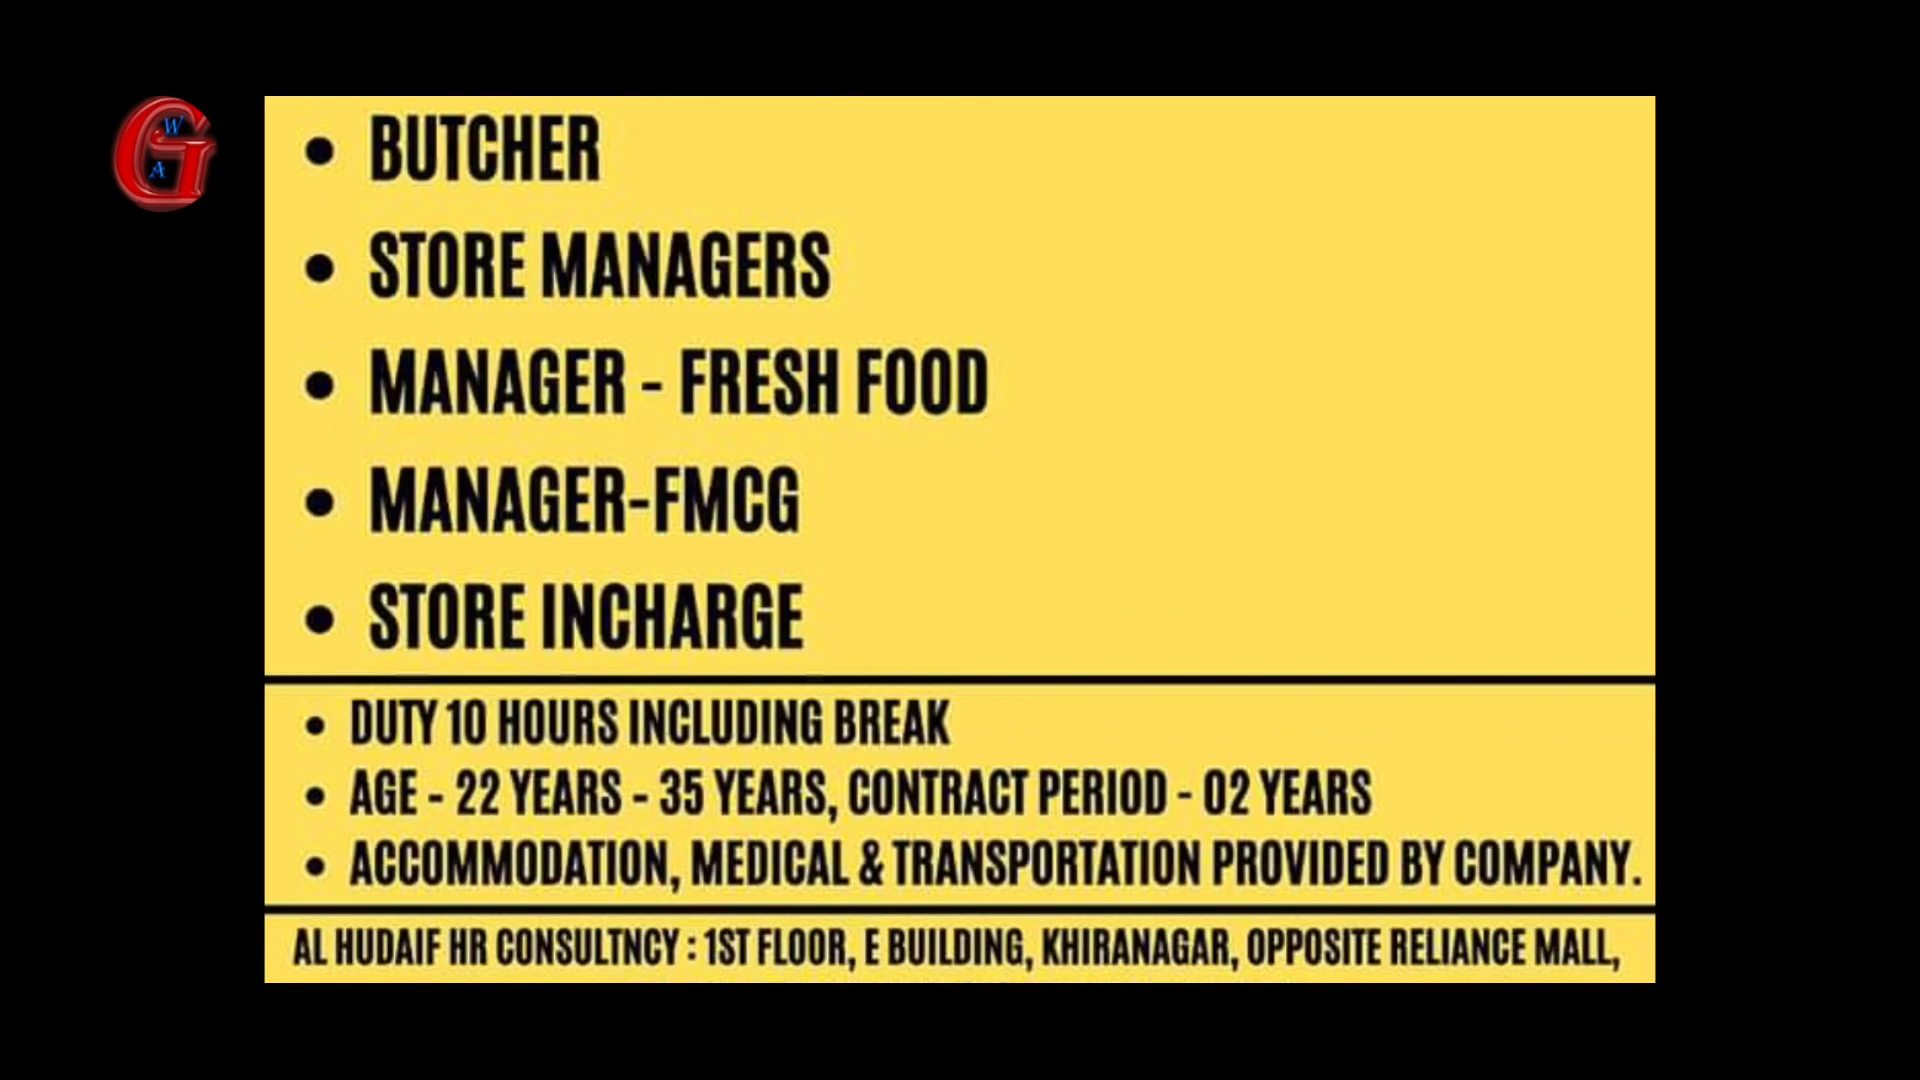 G
W
A
• BUTCHER
• STORE MANAGERS
• MANAGER - FRESH FOOD
• MANAGER-FMCG
• STORE INCHARGE
• DUTY 10 HOURS INCLUDING BREAK
• AGE - 22 YEARS - 35 YEARS, CONTRACT PERIOD - 02 YEARS
• ACCOMMODATION, MEDICAL & TRANSPORTATION PROVIDED BY COMPANY.
AL HUDAIF HR CONSULTNCY : 1ST FLOOR, E BUILDING, KHIRANAGAR, OPPOSITE RELIANCE MALL,